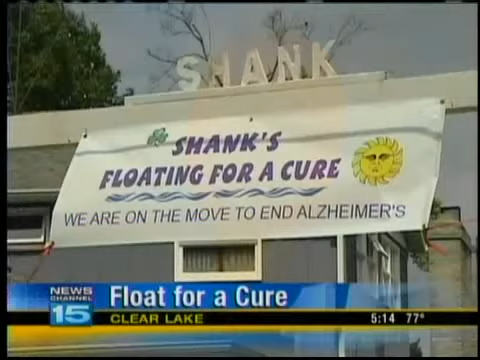 SHANK
SHANK'S
FLOATING FOR A CURE
WE ARE ON THE MOVE TO END ALZHEIMER'S
NEWS
CHANNEL
15
Float for a Cure
CLEAR LAKE
5:14 77°